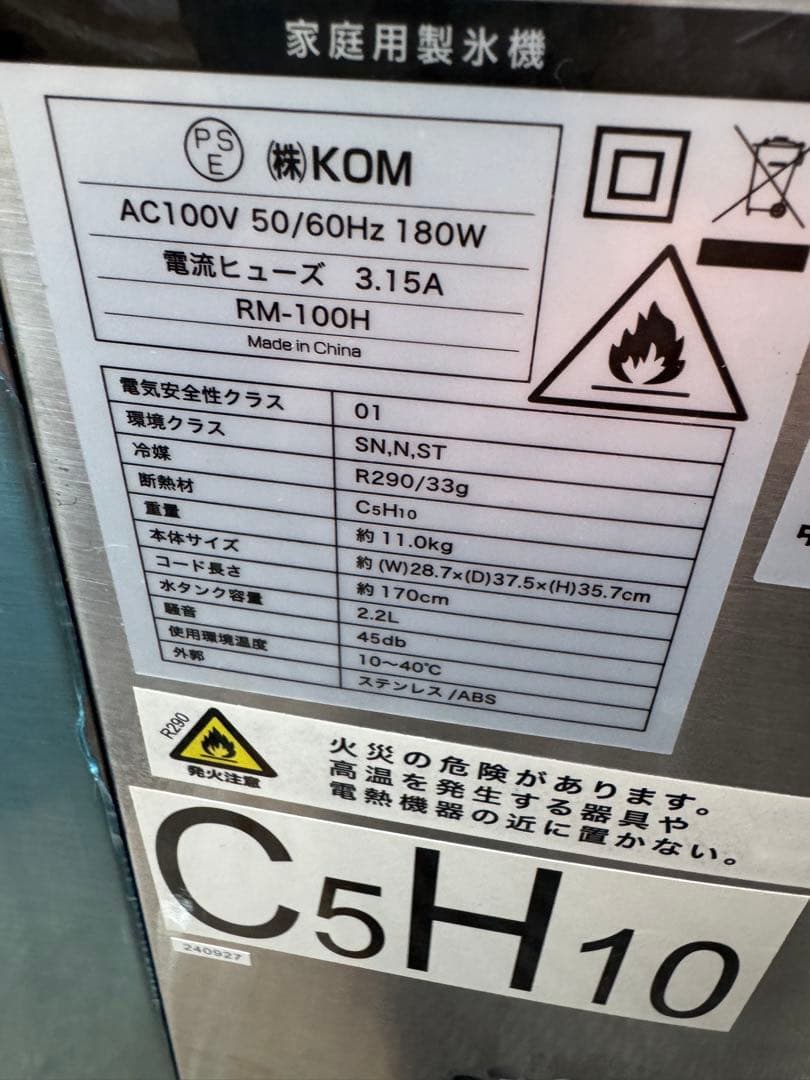 家庭用製氷機
PSE ㈱KOM
AC100V 50/60Hz 180W
電流ヒューズ 3.15A
RM-100H
Made in China
電気安全性クラス 01
環境クラス SN,N,ST
冷媒 R290/33g
断熱材 C5H10
重量 約 11.0kg
本体サイズ 約 (W)28.7×(D)37.5×(H)35.7cm
コード長さ 約 170cm
水タンク容量 2.2L
騒音 45db
使用環境温度 10～40℃
外郭 ステンレス/ABS
R290
発火注意
火災の危険があります。
高温を発生する器具や
電熱機器の近に置かない。
C5H10
240927